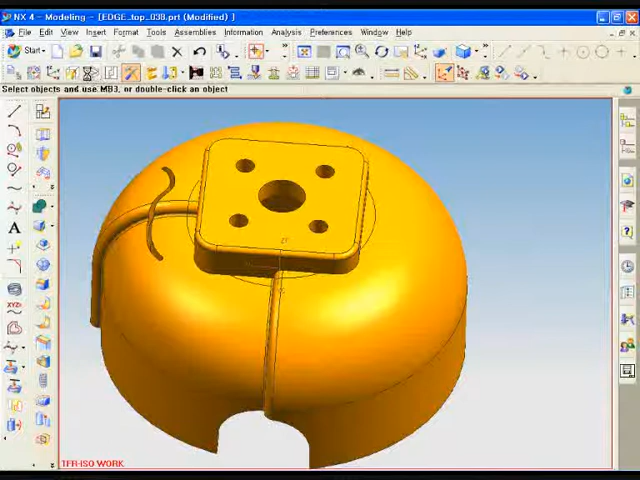 NX 4 - Modeling - [EDGE_top_038.prt (Modified) ]
File Edit View Insert Format Tools Assemblies Information Analysis Preferences Window Help
Start
Select objects and use MB3, or double-click an object
A
XYZ
TFR-ISO WORK